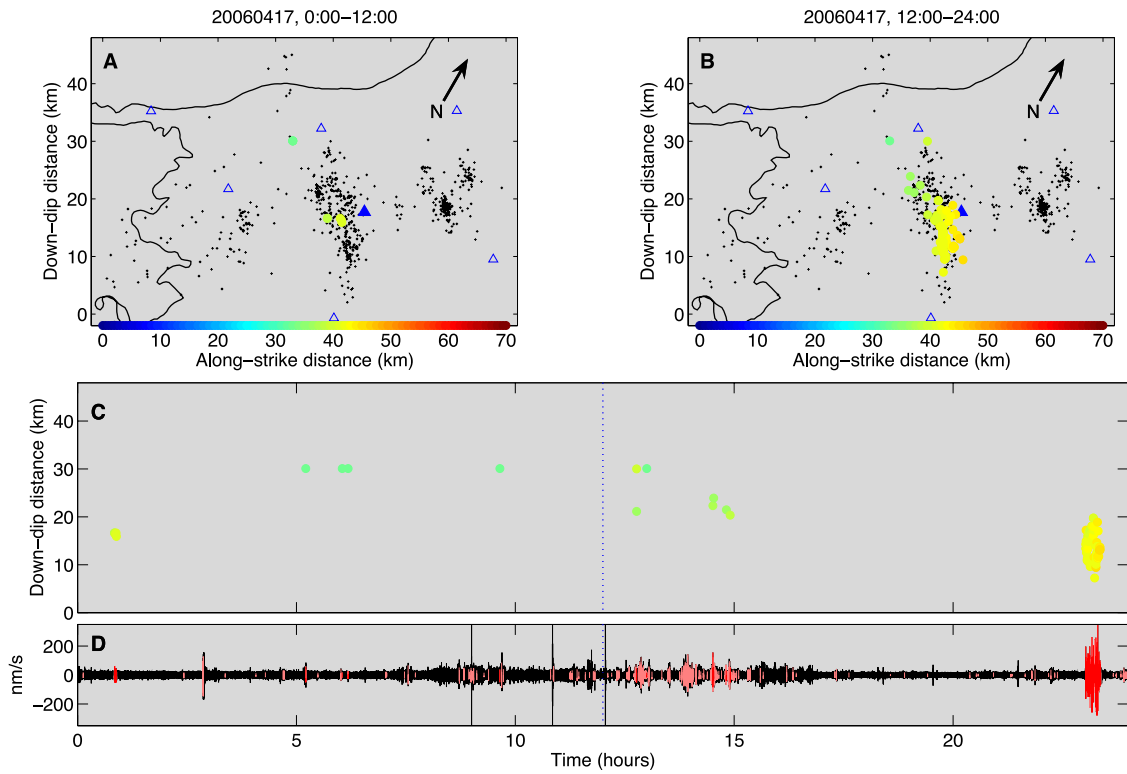 20060417, 0:00−12:00
20060417, 12:00−24:00
A
N
Down−dip distance (km)
40
30
20
10
0
0 10 20 30 40 50 60 70
Along−strike distance (km)
B
N
Down−dip distance (km)
40
30
20
10
0
0 10 20 30 40 50 60 70
Along−strike distance (km)
C
Down−dip distance (km)
40
30
20
10
0
D
nm/s
200
0
−200
0 5 10 15 20
Time (hours)